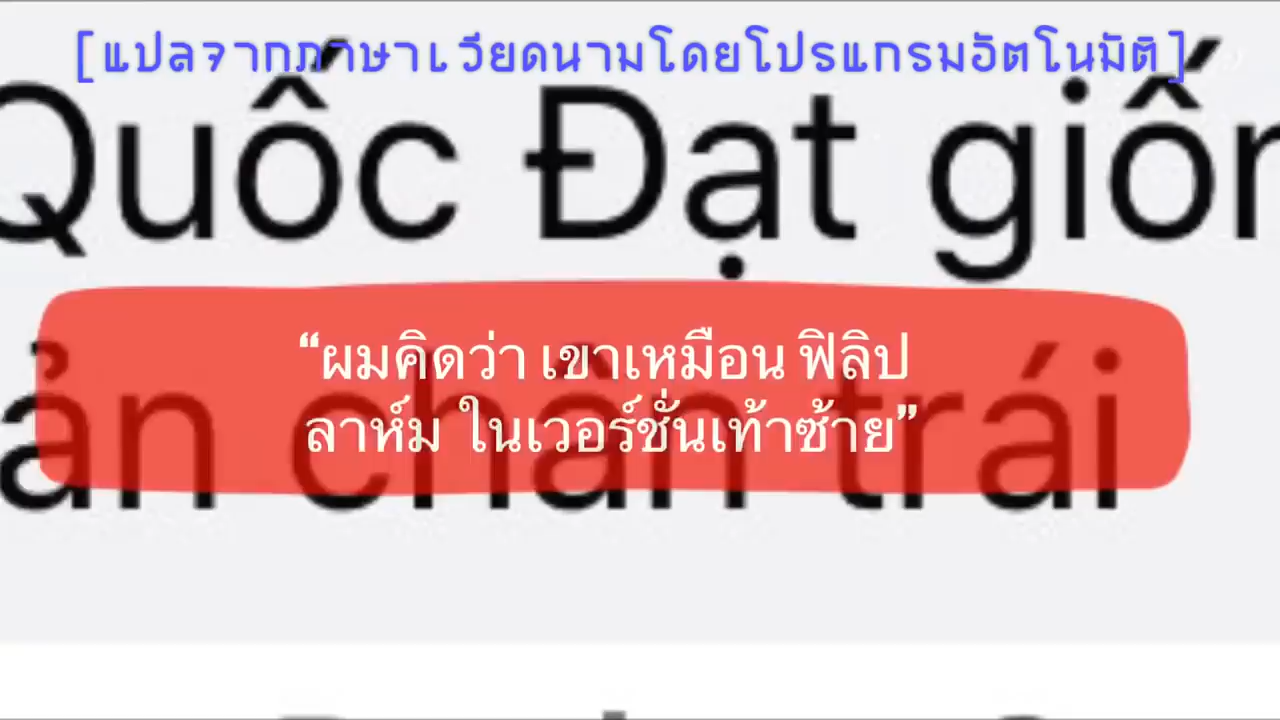 [แปลจากภาษาเวียดนามโดยโปรแกรมอัตโนมัติ]
Quốc Đạt
“ผมคิดว่า เขาเหมือน ฟิลิป
ลาห์ม ในเวอร์ชั่นเท้าซ้าย”
chân trái